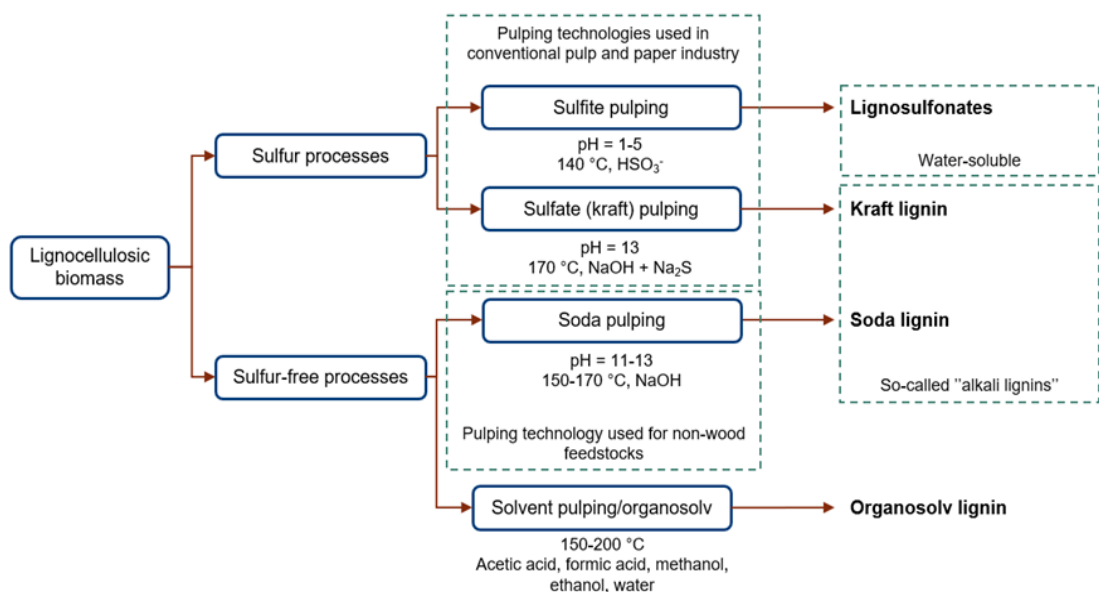 Pulping technologies used in
conventional pulp and paper industry
Sulfite pulping
Lignosulfonates
pH = 1-5
140 °C, HSO₃⁻
Water-soluble
Sulfur processes
Sulfate (kraft) pulping
Kraft lignin
pH = 13
170 °C, NaOH + Na₂S
Lignocellulosic
biomass
Soda pulping
Soda lignin
pH = 11-13
150-170 °C, NaOH
Sulfur-free processes
So-called "alkali lignins"
Pulping technology used for non-wood
feedstocks
Solvent pulping/organosolv
Organosolv lignin
150-200 °C
Acetic acid, formic acid, methanol,
ethanol, water